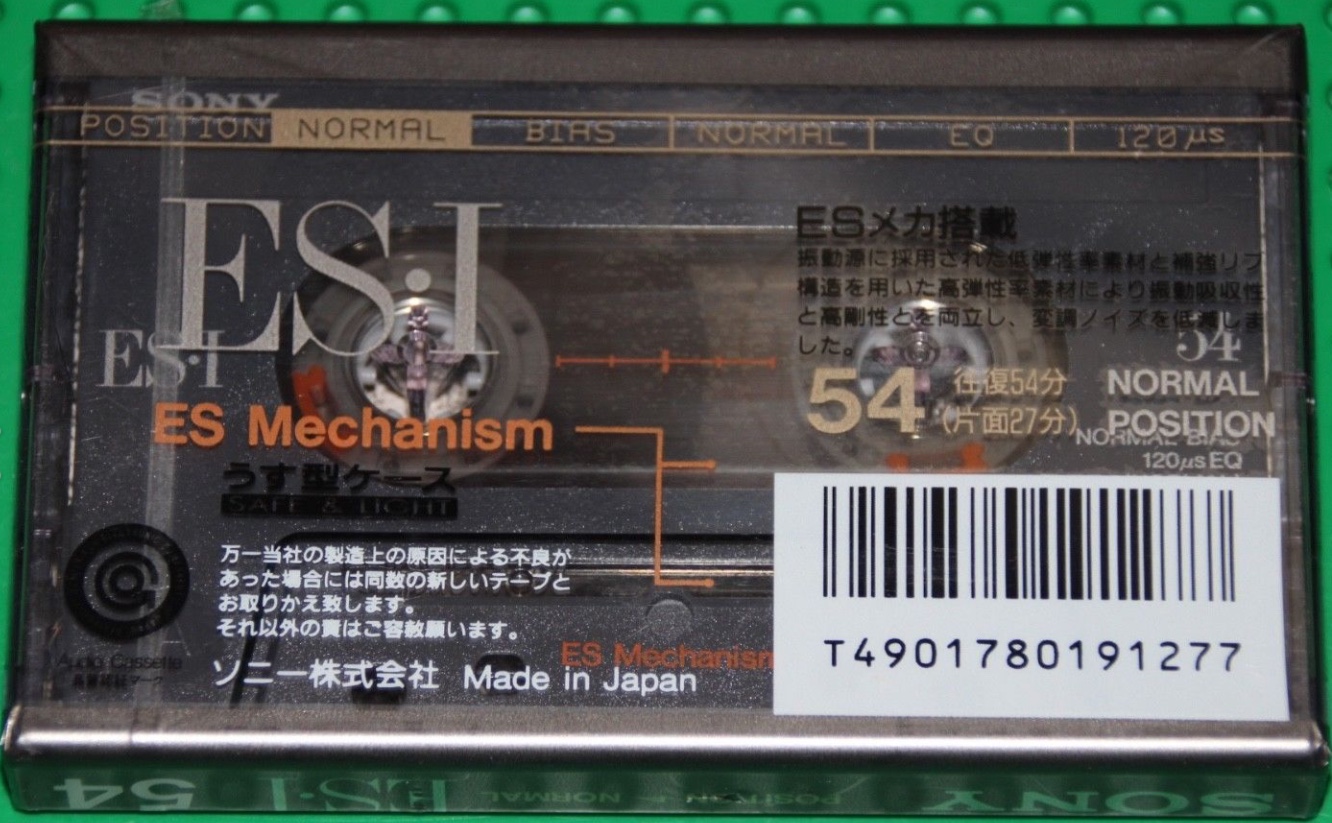 SONY
POSITION NORMAL BIAS NORMAL EQ 120μs
ES・I
ESメカ搭載
振動源に採用された低弾性率素材と補強リブ
構造を用いた高弾性率素材により振動吸収性
と高剛性とを両立し、変調ノイズを低減しま
した。
ES・I
54
54 往復54分 (片面27分)
NORMAL
POSITION
NORMAL BIAS
120μs EQ
ES Mechanism
うす型ケース
SAFE & LIGHT
万一当社の製造上の原因による不良が
あった場合には同数の新しいテープと
お取りかえ致します。
それ以外の責はご容赦願います。
ES Mechanism
ソニー株式会社 Made in Japan
Audio Cassette
T4901780191277
SONY POSITION NORMAL ES・I 54